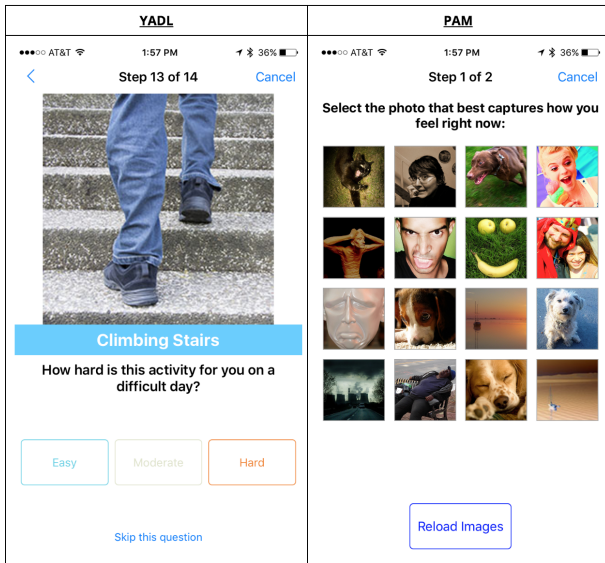 YADL
PAM
●●●○○ AT&T 1:57 PM 36%
Step 13 of 14 Cancel
Climbing Stairs
How hard is this activity for you on a
difficult day?
Easy Moderate Hard
Skip this question
●●●○○ AT&T 1:57 PM 36%
Step 1 of 2 Cancel
Select the photo that best captures how you
feel right now:
Reload Images